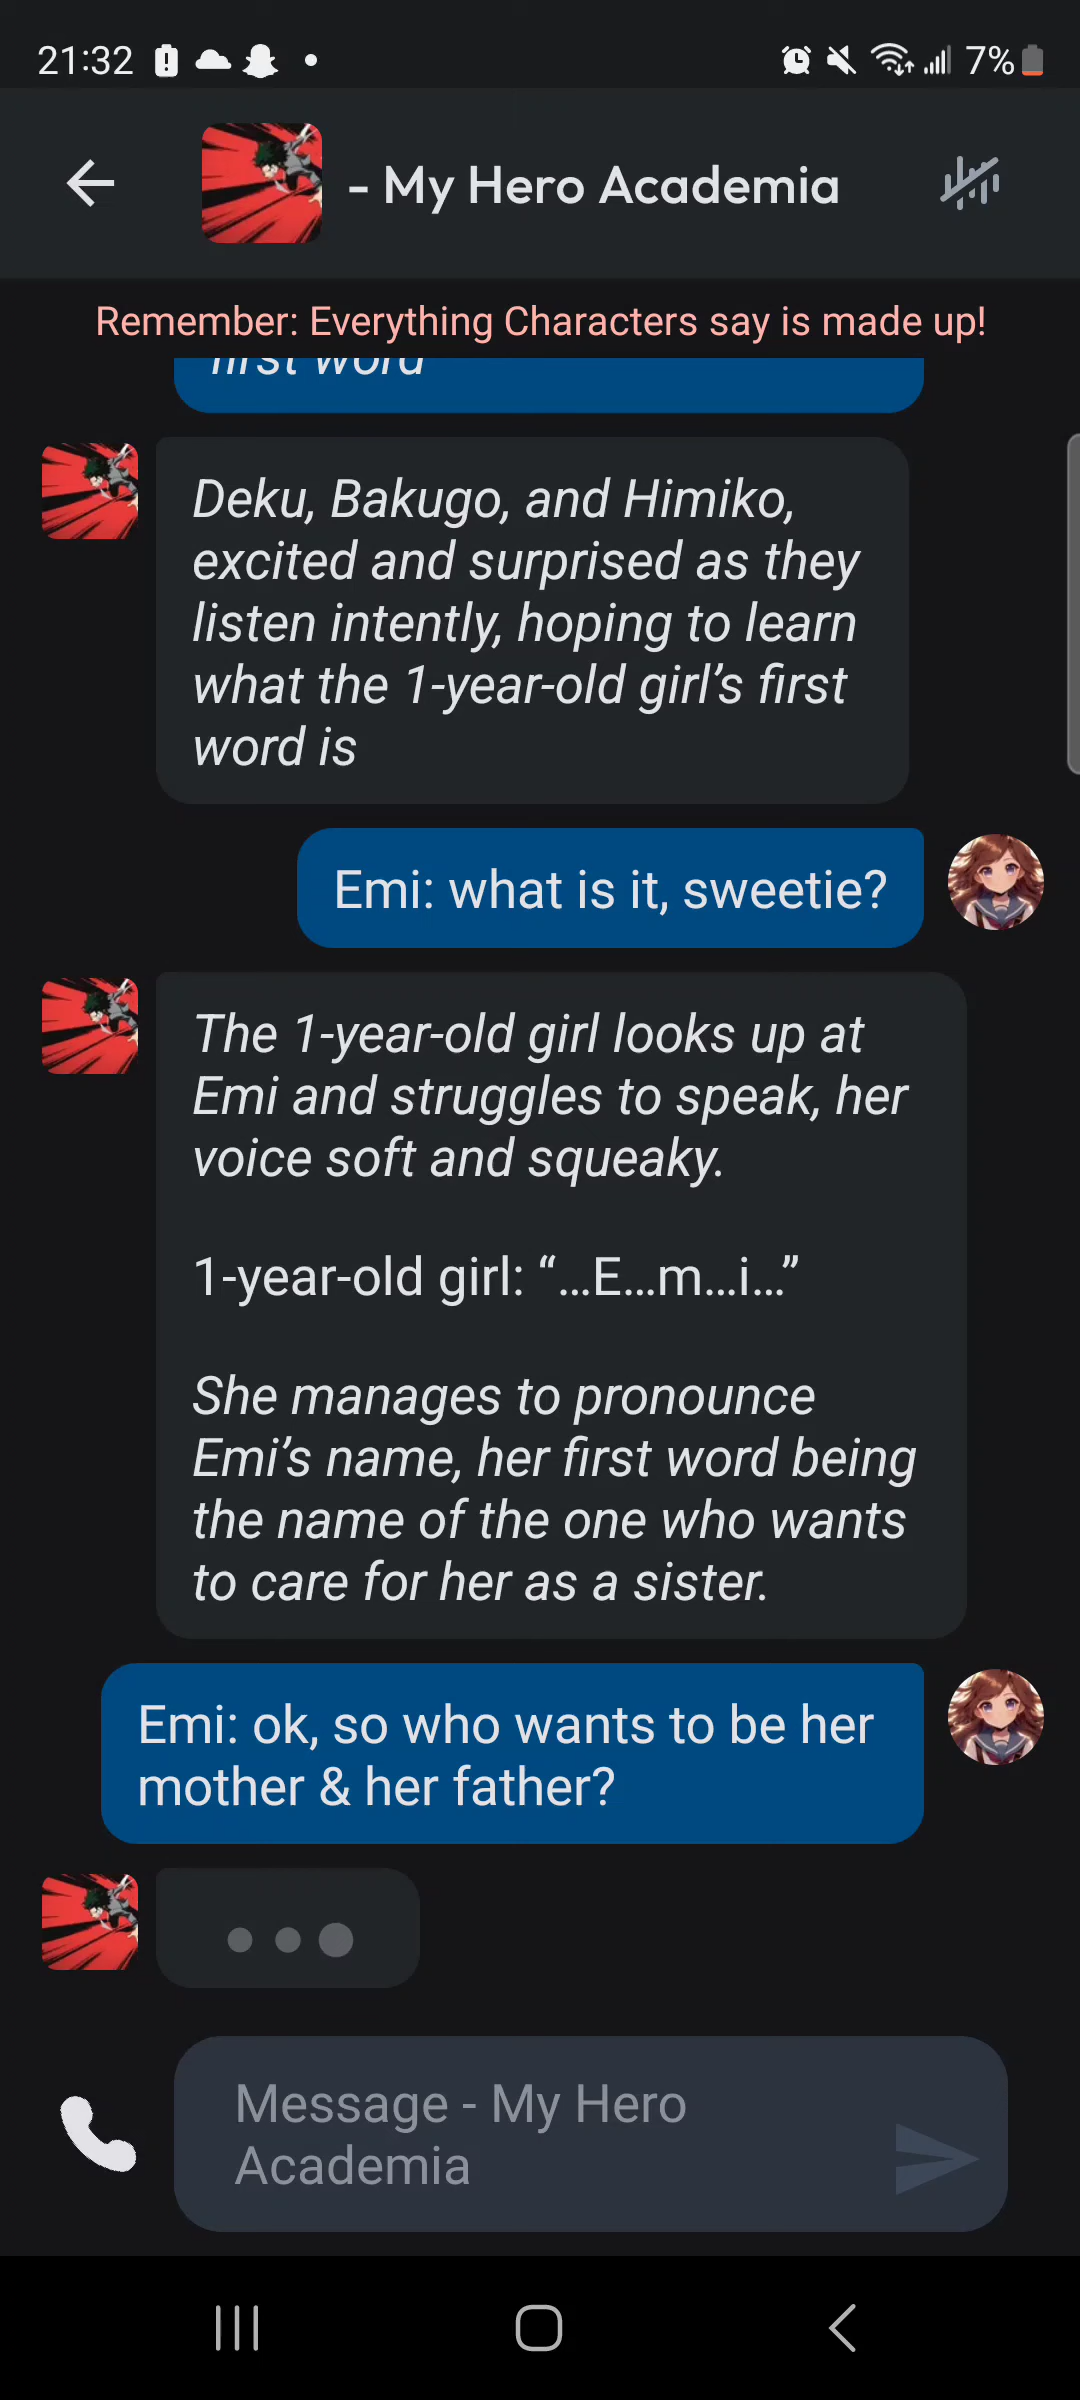 21:32
7%
- My Hero Academia
Remember: Everything Characters say is made up!
first word
Deku, Bakugo, and Himiko,
excited and surprised as they
listen intently, hoping to learn
what the 1-year-old girl’s first
word is
Emi: what is it, sweetie?
The 1-year-old girl looks up at
Emi and struggles to speak, her
voice soft and squeaky.
1-year-old girl: “...E...m...i...”
She manages to pronounce
Emi’s name, her first word being
the name of the one who wants
to care for her as a sister.
Emi: ok, so who wants to be her
mother & her father?
Message - My Hero
Academia